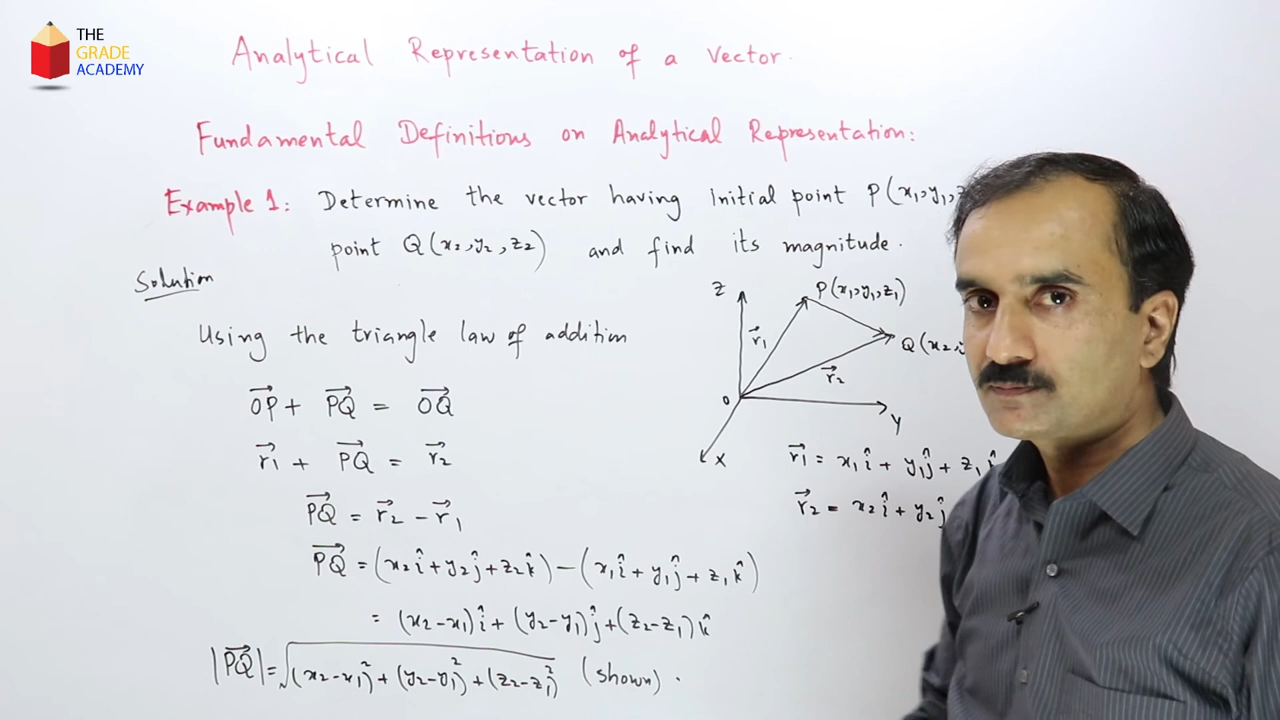 THE
GRADE
ACADEMY
Analytical Representation of a Vector.
Fundamental Definitions on Analytical Representation:
Example 1: Determine the vector having initial point P(x₁,y₁,
point Q(x₂,y₂,z₂) and find its magnitude.
Solution
Using the triangle law of addition
Z
P(x₁,y₁,z₁)
r⃗₁
Q(x₂,
r⃗₂
O
Y
X
OP⃗ + PQ⃗ = OQ⃗
r⃗₁ + PQ⃗ = r⃗₂
r⃗₁ = x₁î + y₁ĵ + z₁
PQ⃗ = r⃗₂ - r⃗₁
r⃗₂ = x₂î + y₂ĵ
PQ⃗ = (x₂î + y₂ĵ + z₂k̂) - (x₁î + y₁ĵ + z₁k̂)
= (x₂-x₁)î + (y₂-y₁)ĵ + (z₂-z₁)k̂
|PQ⃗| = √(x₂-x₁)² + (y₂-y₁)² + (z₂-z₁)² (shown).